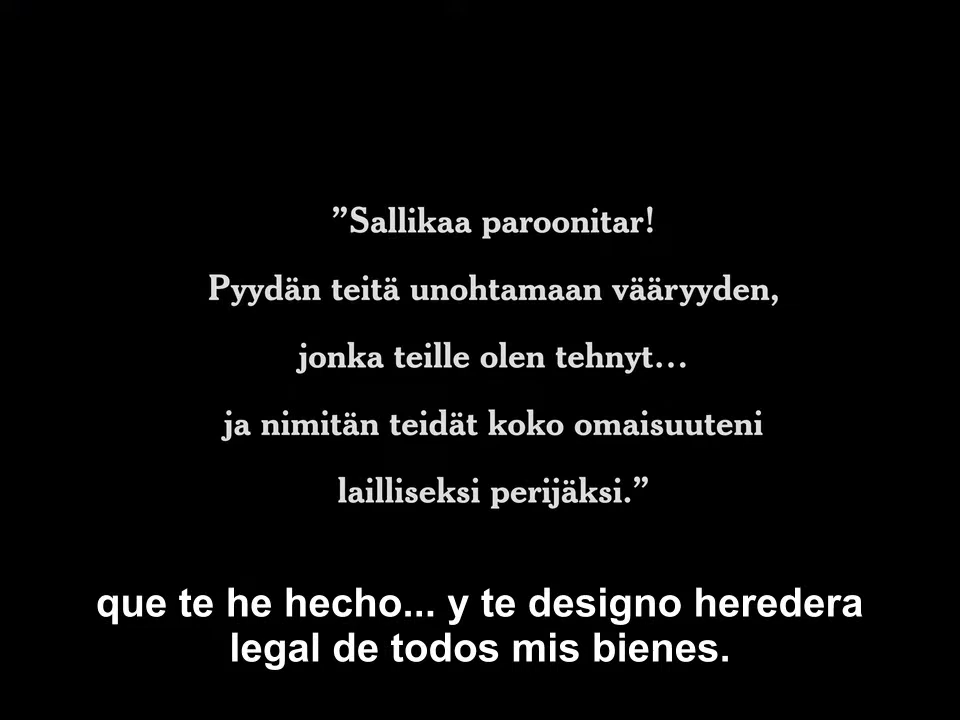 ”Sallikaa paroonitar!
Pyydän teitä unohtamaan vääryyden,
jonka teille olen tehnyt...
ja nimitän teidät koko omaisuuteni
lailliseksi perijäksi.”
que te he hecho... y te designo heredera
legal de todos mis bienes.